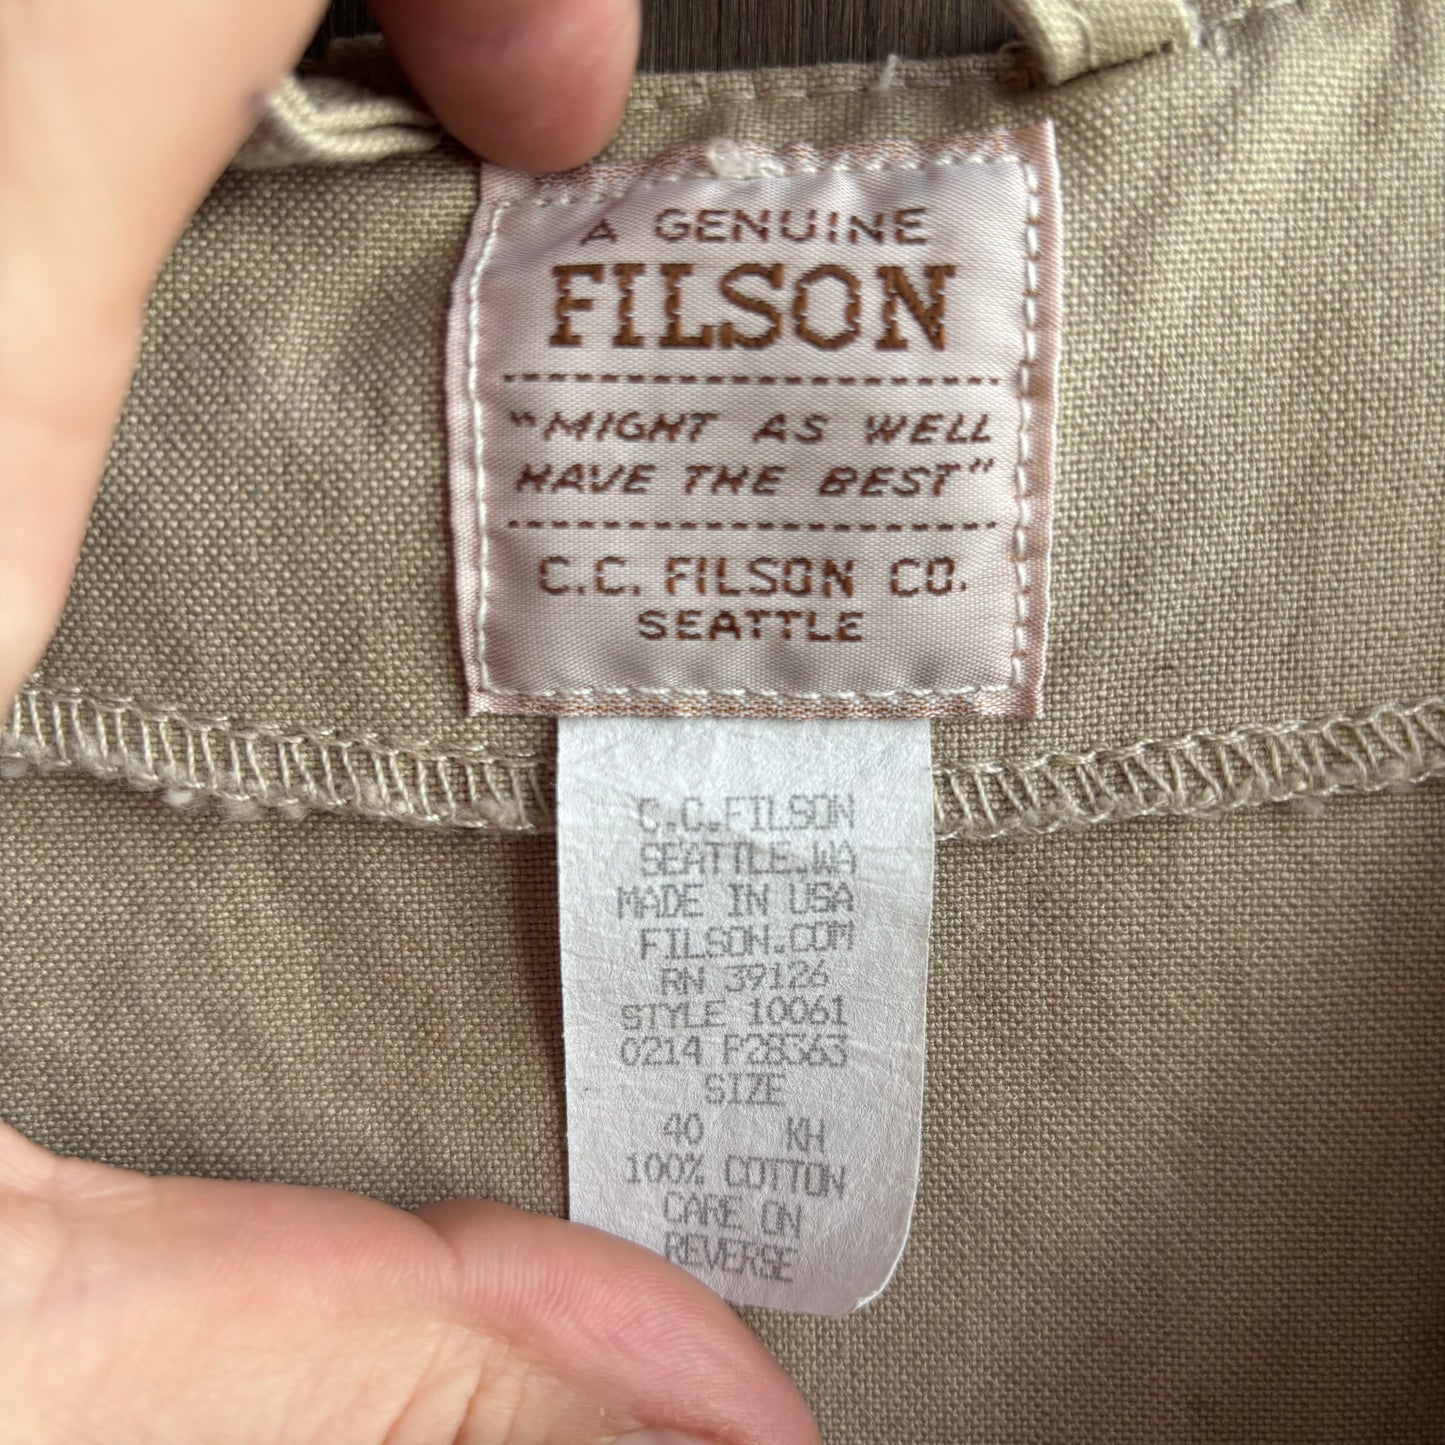 A GENUINE
FILSON
"MIGHT AS WELL
HAVE THE BEST"
C.C. FILSON CO.
SEATTLE
C.C.FILSON
SEATTLE.WA
MADE IN USA
FILSON.COM
RN 39126
STYLE 10061
0214 P28363
SIZE
40 KH
100% COTTON
CARE ON
REVERSE